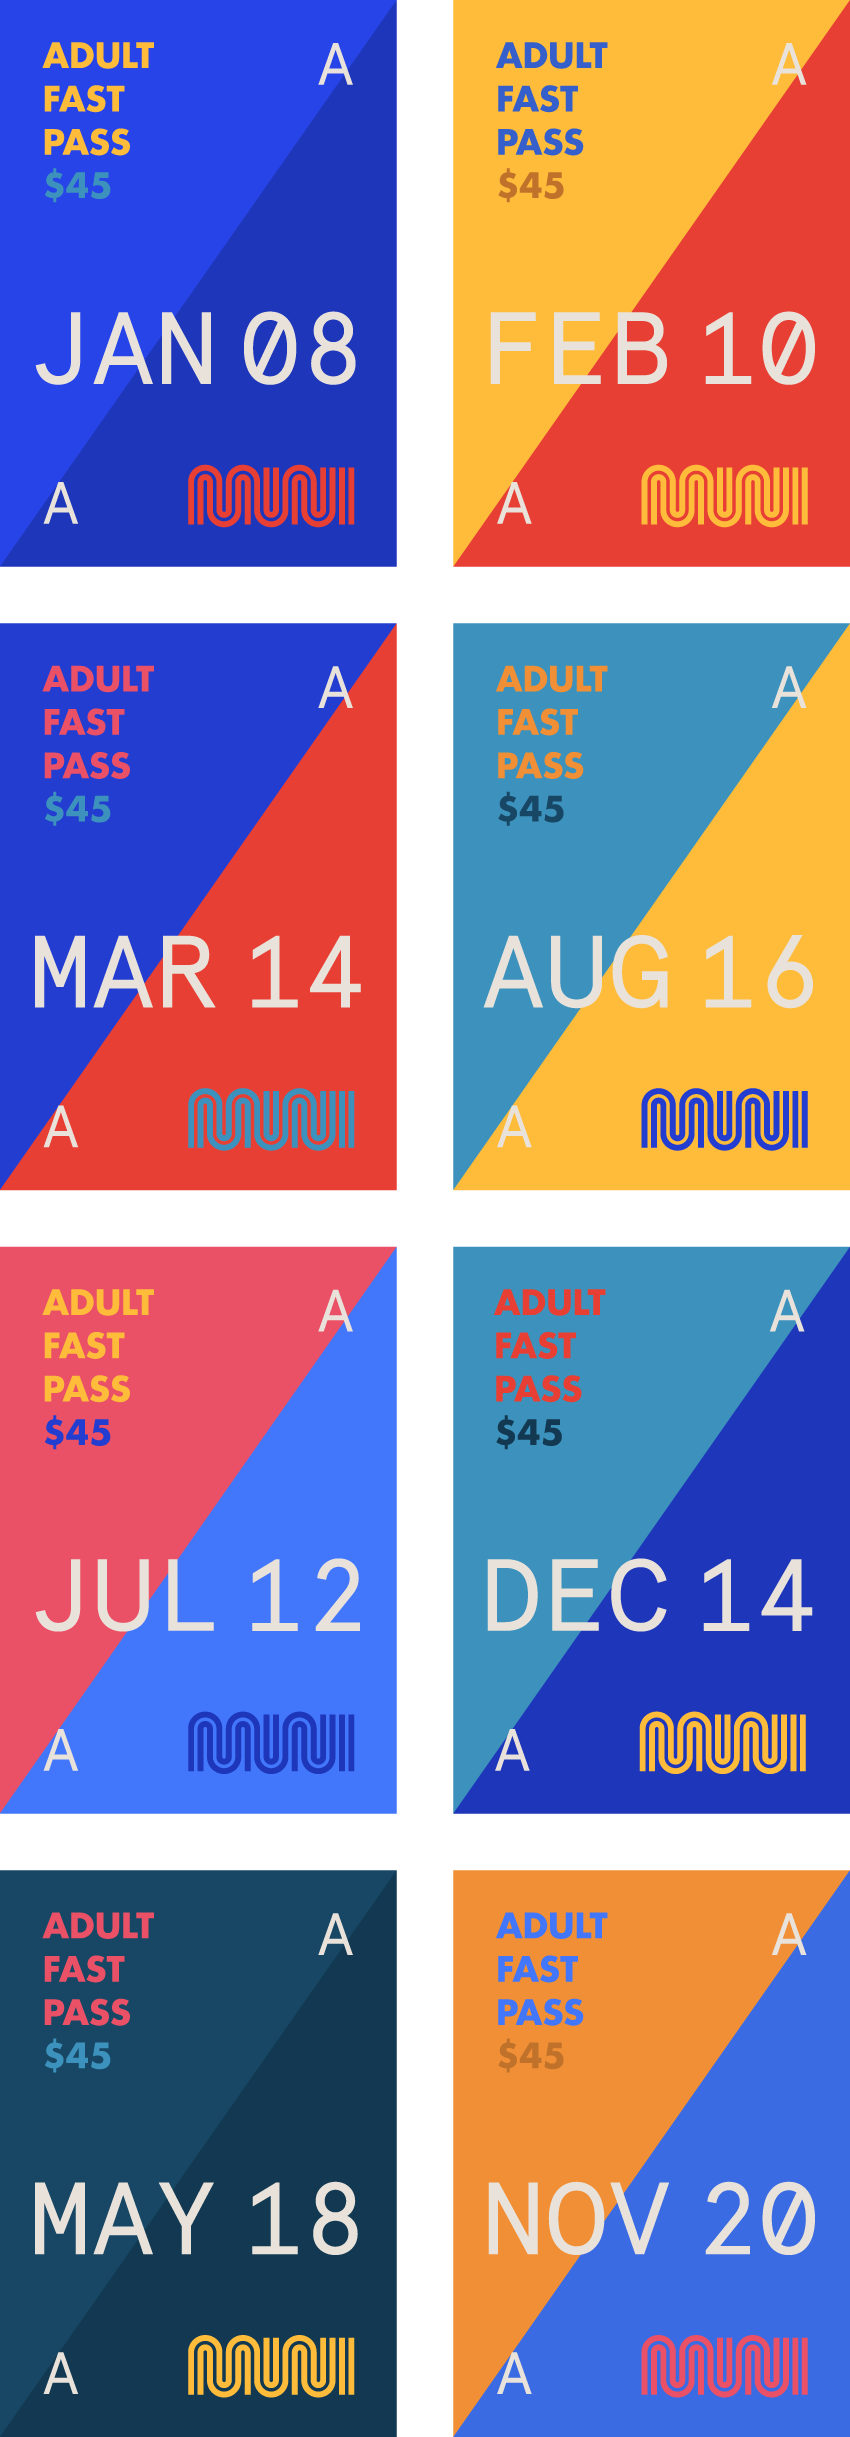 ADULT
FAST
PASS
$45
A
JAN 08
A
MUNI
ADULT
FAST
PASS
$45
A
FEB 10
A
MUNI
ADULT
FAST
PASS
$45
A
MAR 14
A
MUNI
ADULT
FAST
PASS
$45
A
AUG 16
A
MUNI
ADULT
FAST
PASS
$45
A
JUL 12
A
MUNI
ADULT
FAST
PASS
$45
A
DEC 14
A
MUNI
ADULT
FAST
PASS
$45
A
MAY 18
A
MUNI
ADULT
FAST
PASS
$45
A
NOV 20
A
MUNI